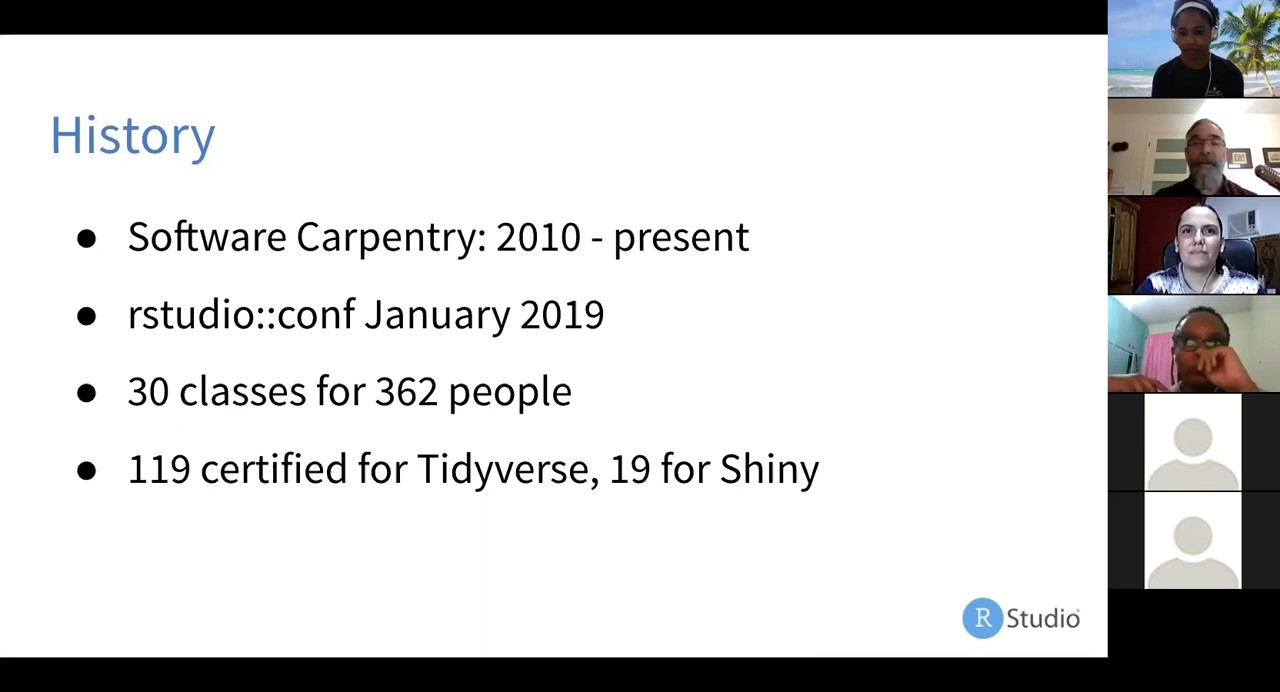 History
● Software Carpentry: 2010 - present
● rstudio::conf January 2019
● 30 classes for 362 people
● 119 certified for Tidyverse, 19 for Shiny
R Studio